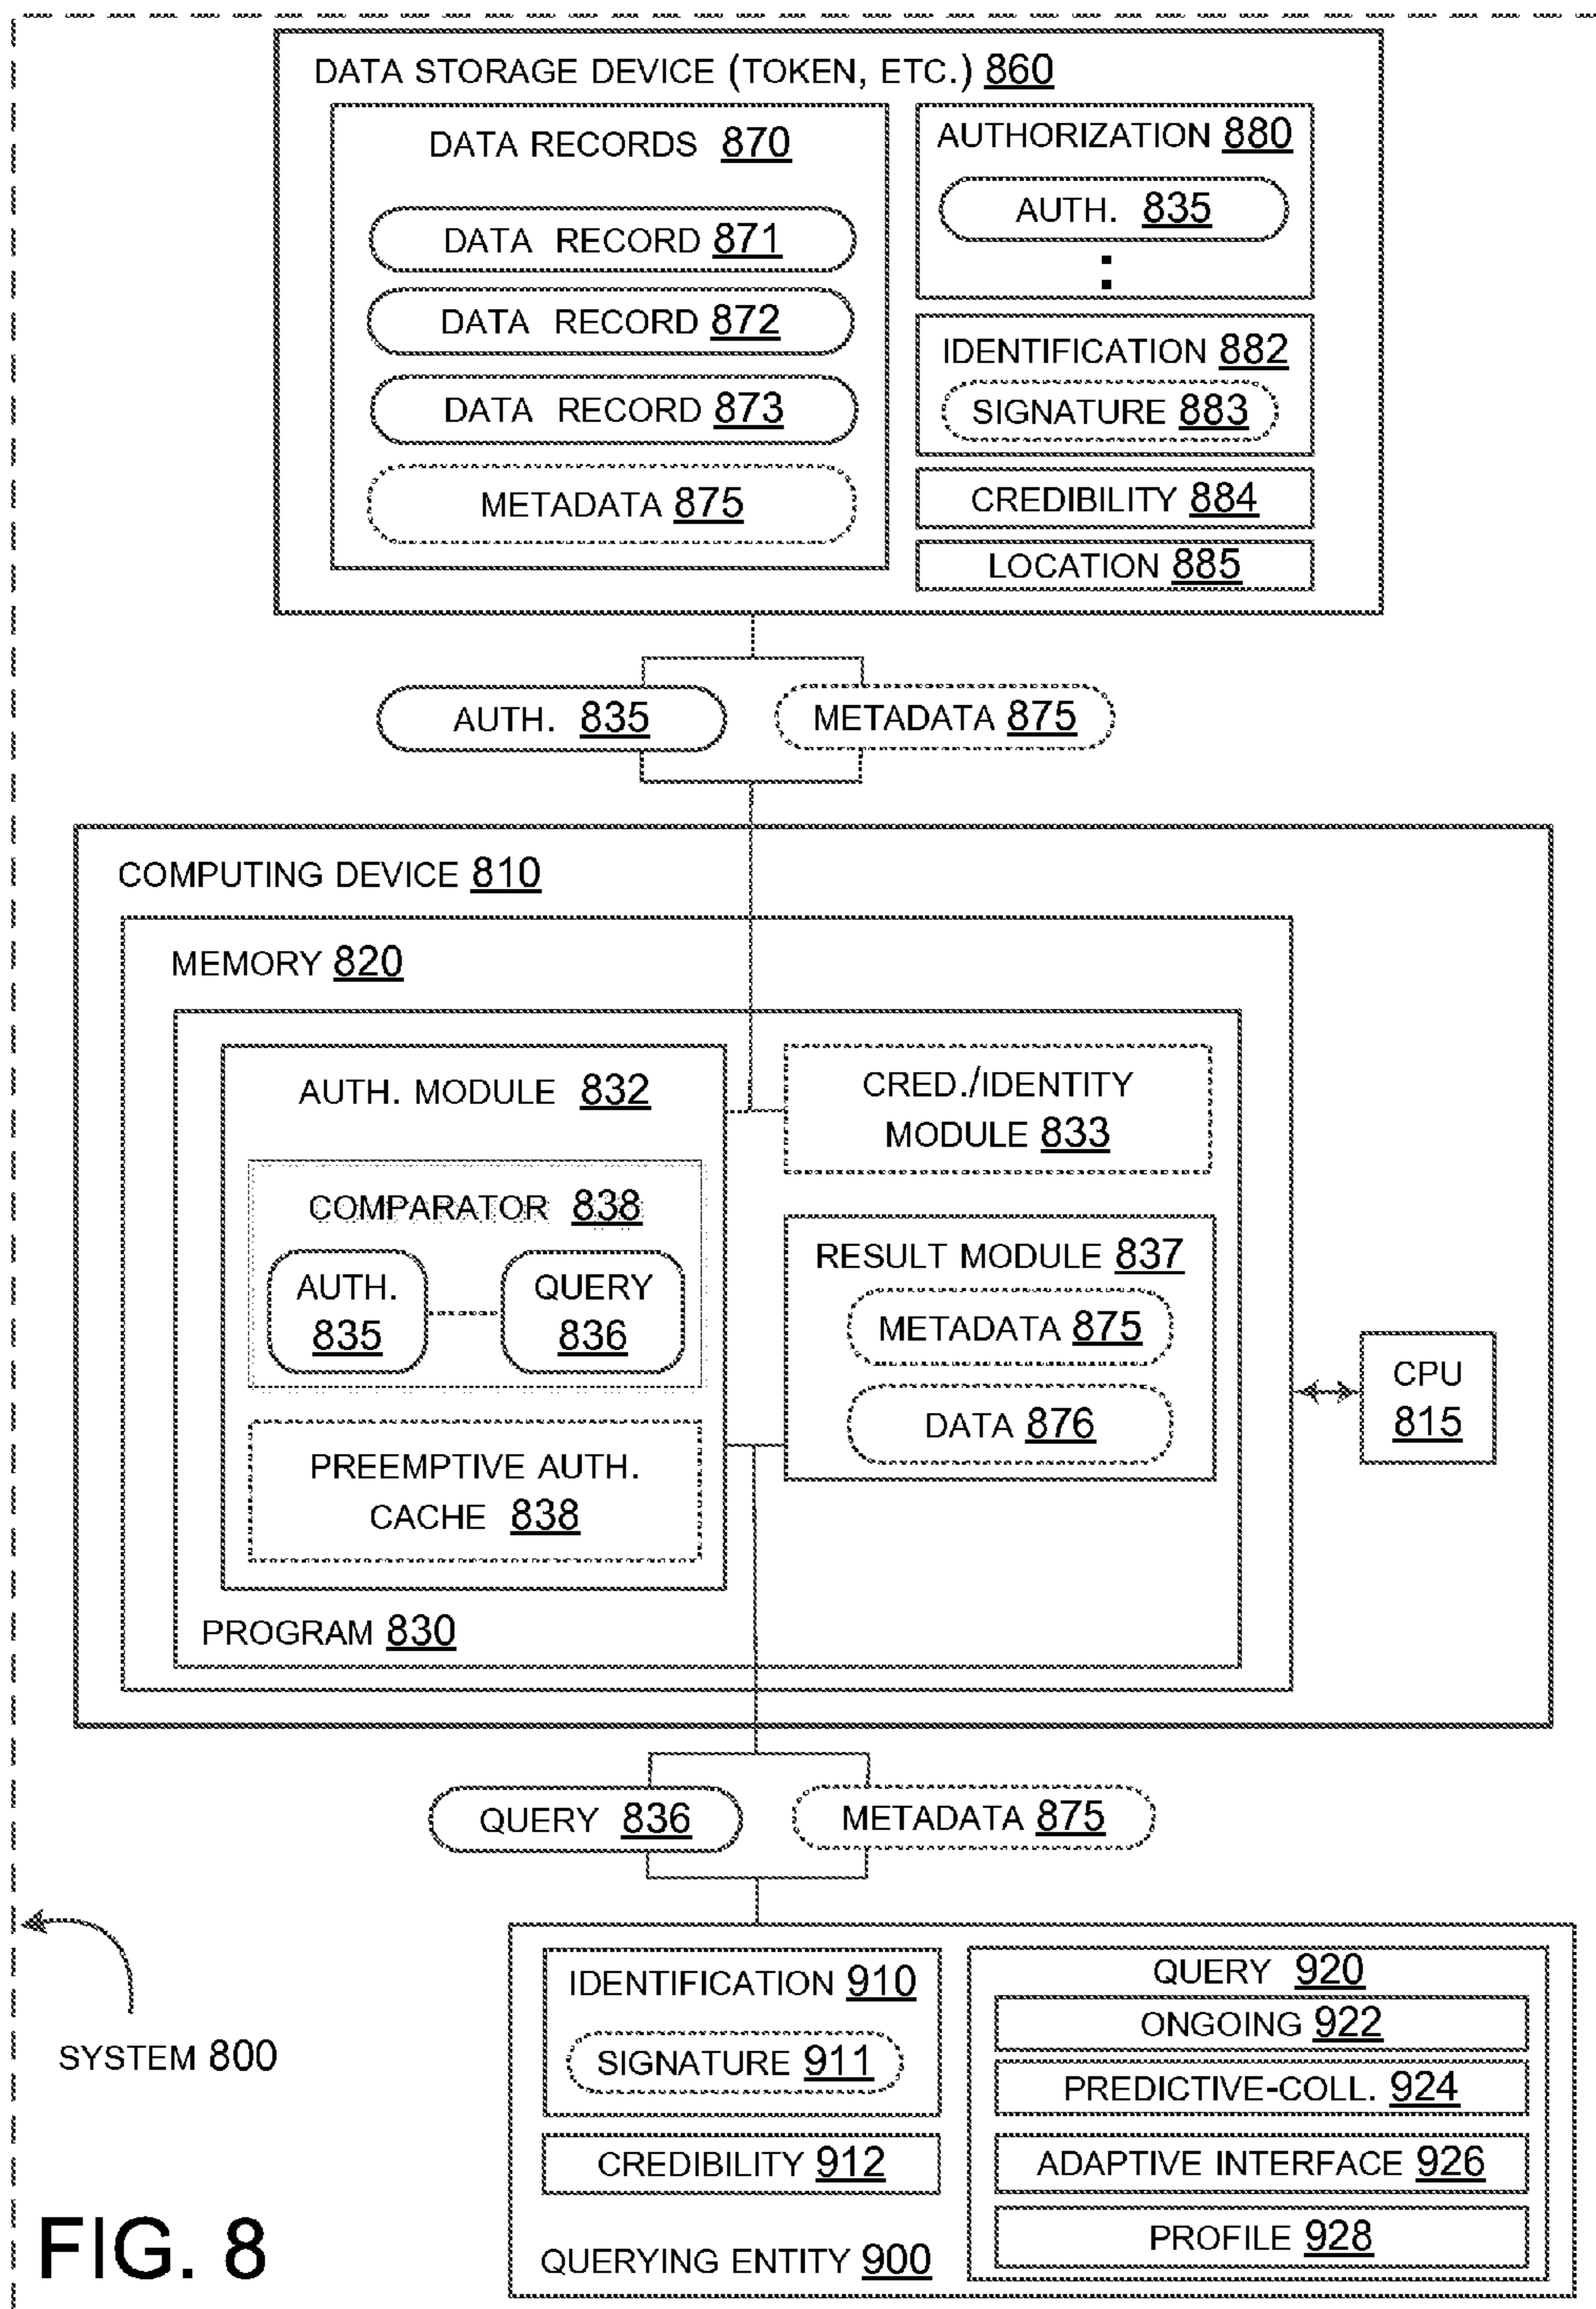 DATA STORAGE DEVICE (TOKEN, ETC.) 860
DATA RECORDS 870
DATA RECORD 871
DATA RECORD 872
DATA RECORD 873
METADATA 875
AUTHORIZATION 880
AUTH. 835
IDENTIFICATION 882
SIGNATURE 883
CREDIBILITY 884
LOCATION 885
AUTH. 835
METADATA 875
COMPUTING DEVICE 810
MEMORY 820
AUTH. MODULE 832
COMPARATOR 838
AUTH.
835
QUERY
836
PREEMPTIVE AUTH.
CACHE 838
CRED./IDENTITY
MODULE 833
RESULT MODULE 837
METADATA 875
DATA 876
PROGRAM 830
CPU
815
QUERY 836
METADATA 875
IDENTIFICATION 910
SIGNATURE 911
CREDIBILITY 912
QUERYING ENTITY 900
QUERY 920
ONGOING 922
PREDICTIVE-COLL. 924
ADAPTIVE INTERFACE 926
PROFILE 928
SYSTEM 800
FIG. 8